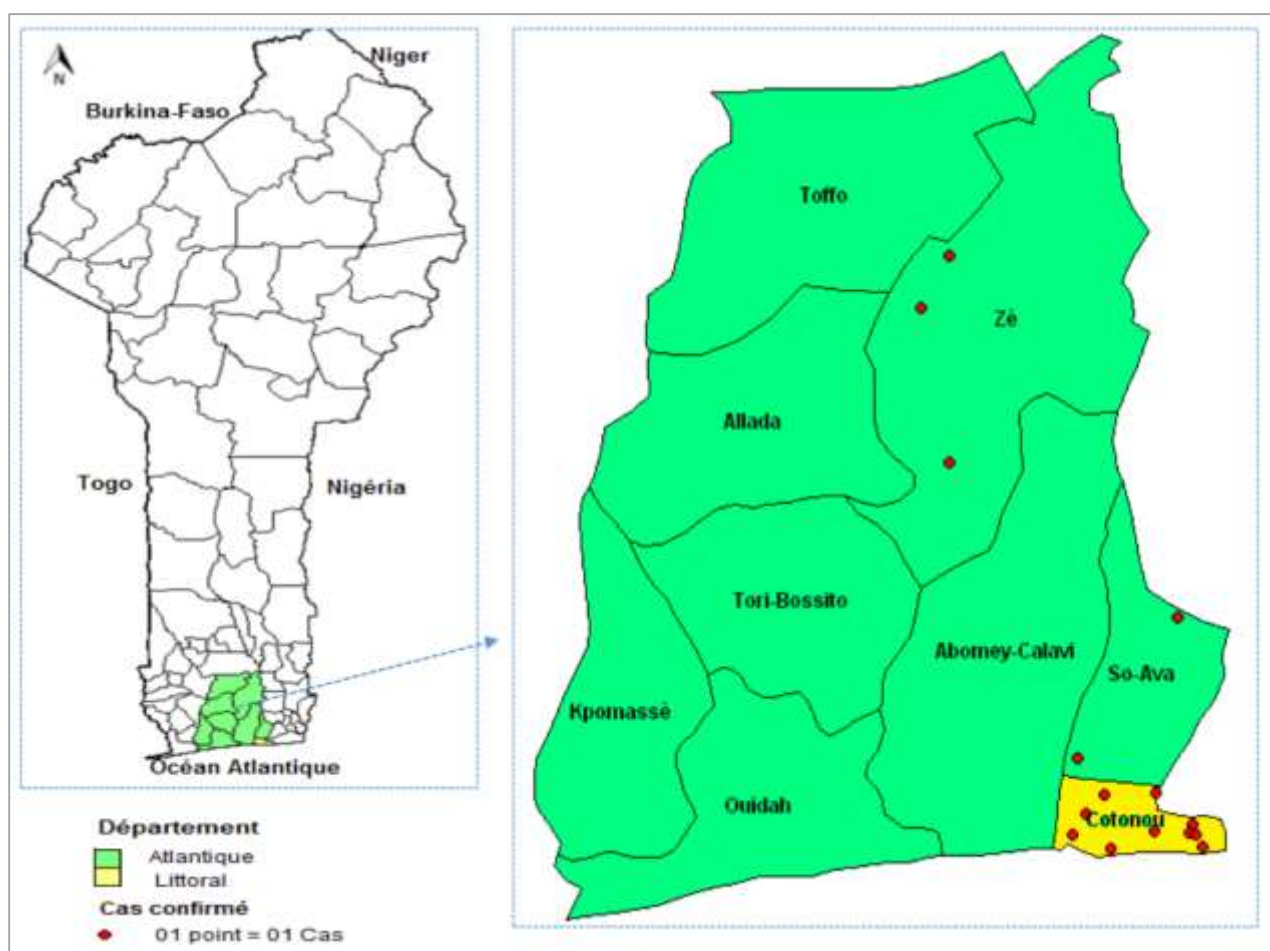 N
Niger
Burkina-Faso
Togo
Nigéria
Océan Atlantique
Département
Atlantique
Littoral
Cas confirmé
01 point = 01 Cas
Toffo
Zè
Allada
Tori-Bossito
Abomey-Calavi
So-Ava
Kpomassè
Ouidah
Cotonou